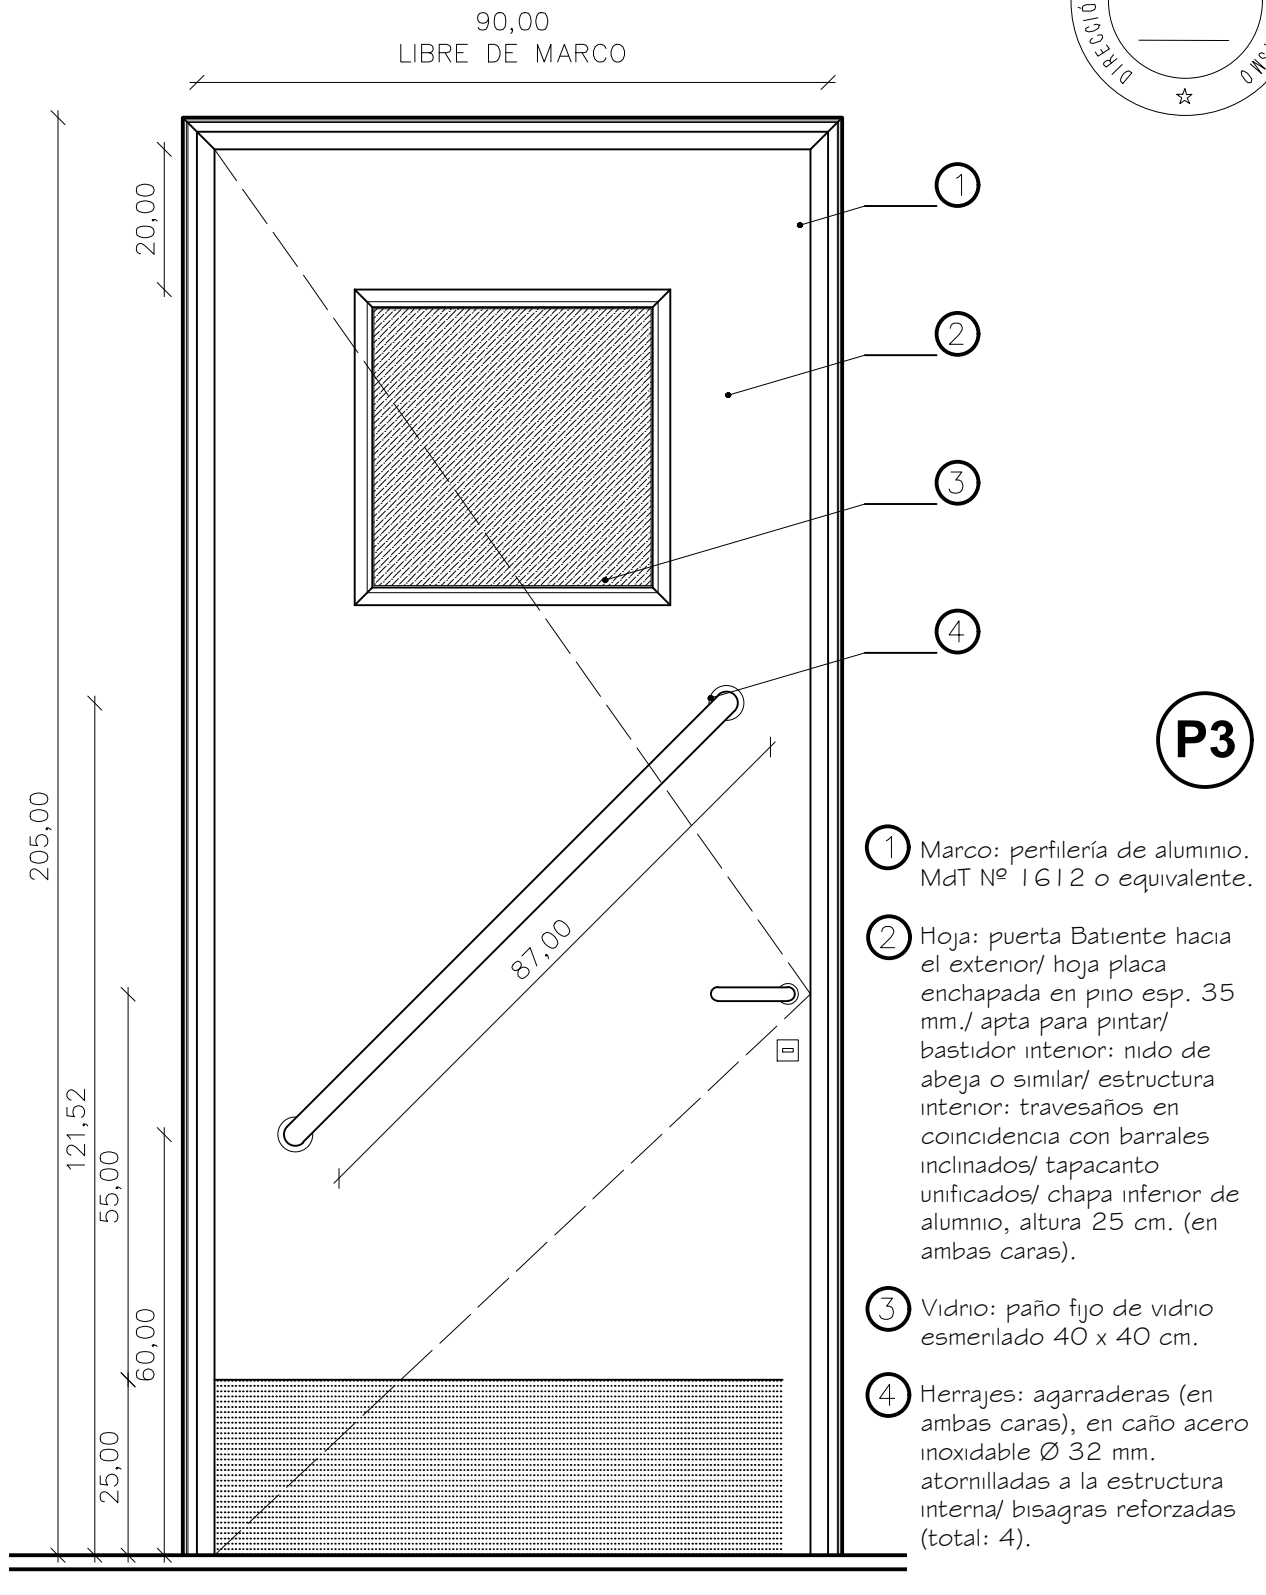 90,00
LIBRE DE MARCO
20,00
1
2
3
4
205,00
121,52
55,00
60,00
25,00
87,00
P3
1 Marco: perfilería de aluminio.
MdT Nº 1612 o equivalente.
2 Hoja: puerta Batiente hacia
el exterior/ hoja placa
enchapada en pino esp. 35
mm./ apta para pintar/
bastidor interior: nido de
abeja o similar/ estructura
interior: travesaños en
coincidencia con barrales
inclinados/ tapacanto
unificados/ chapa inferior de
alumnio, altura 25 cm. (en
ambas caras).
3 Vidrio: paño fijo de vidrio
esmerilado 40 x 40 cm.
4 Herrajes: agarraderas (en
ambas caras), en caño acero
inoxidable Ø 32 mm.
atornilladas a la estructura
interna/ bisagras reforzadas
(total: 4).